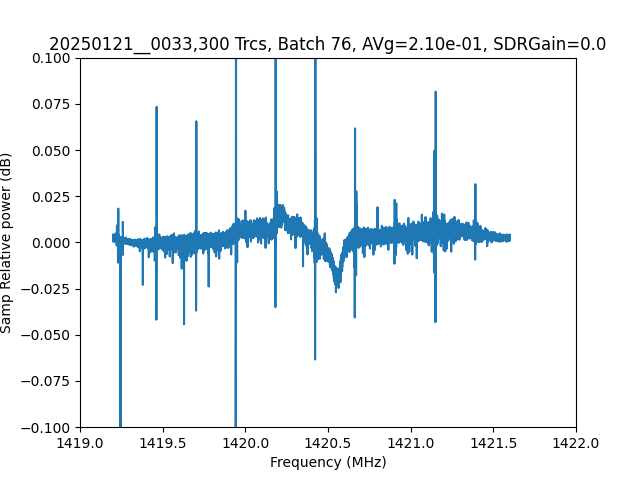 20250121__0033,300 Trcs, Batch 76, AVg=2.10e-01, SDRGain=0.0
0.100
0.075
0.050
0.025
0.000
−0.025
−0.050
−0.075
−0.100
Samp Relative power (dB)
1419.0 1419.5 1420.0 1420.5 1421.0 1421.5 1422.0
Frequency (MHz)